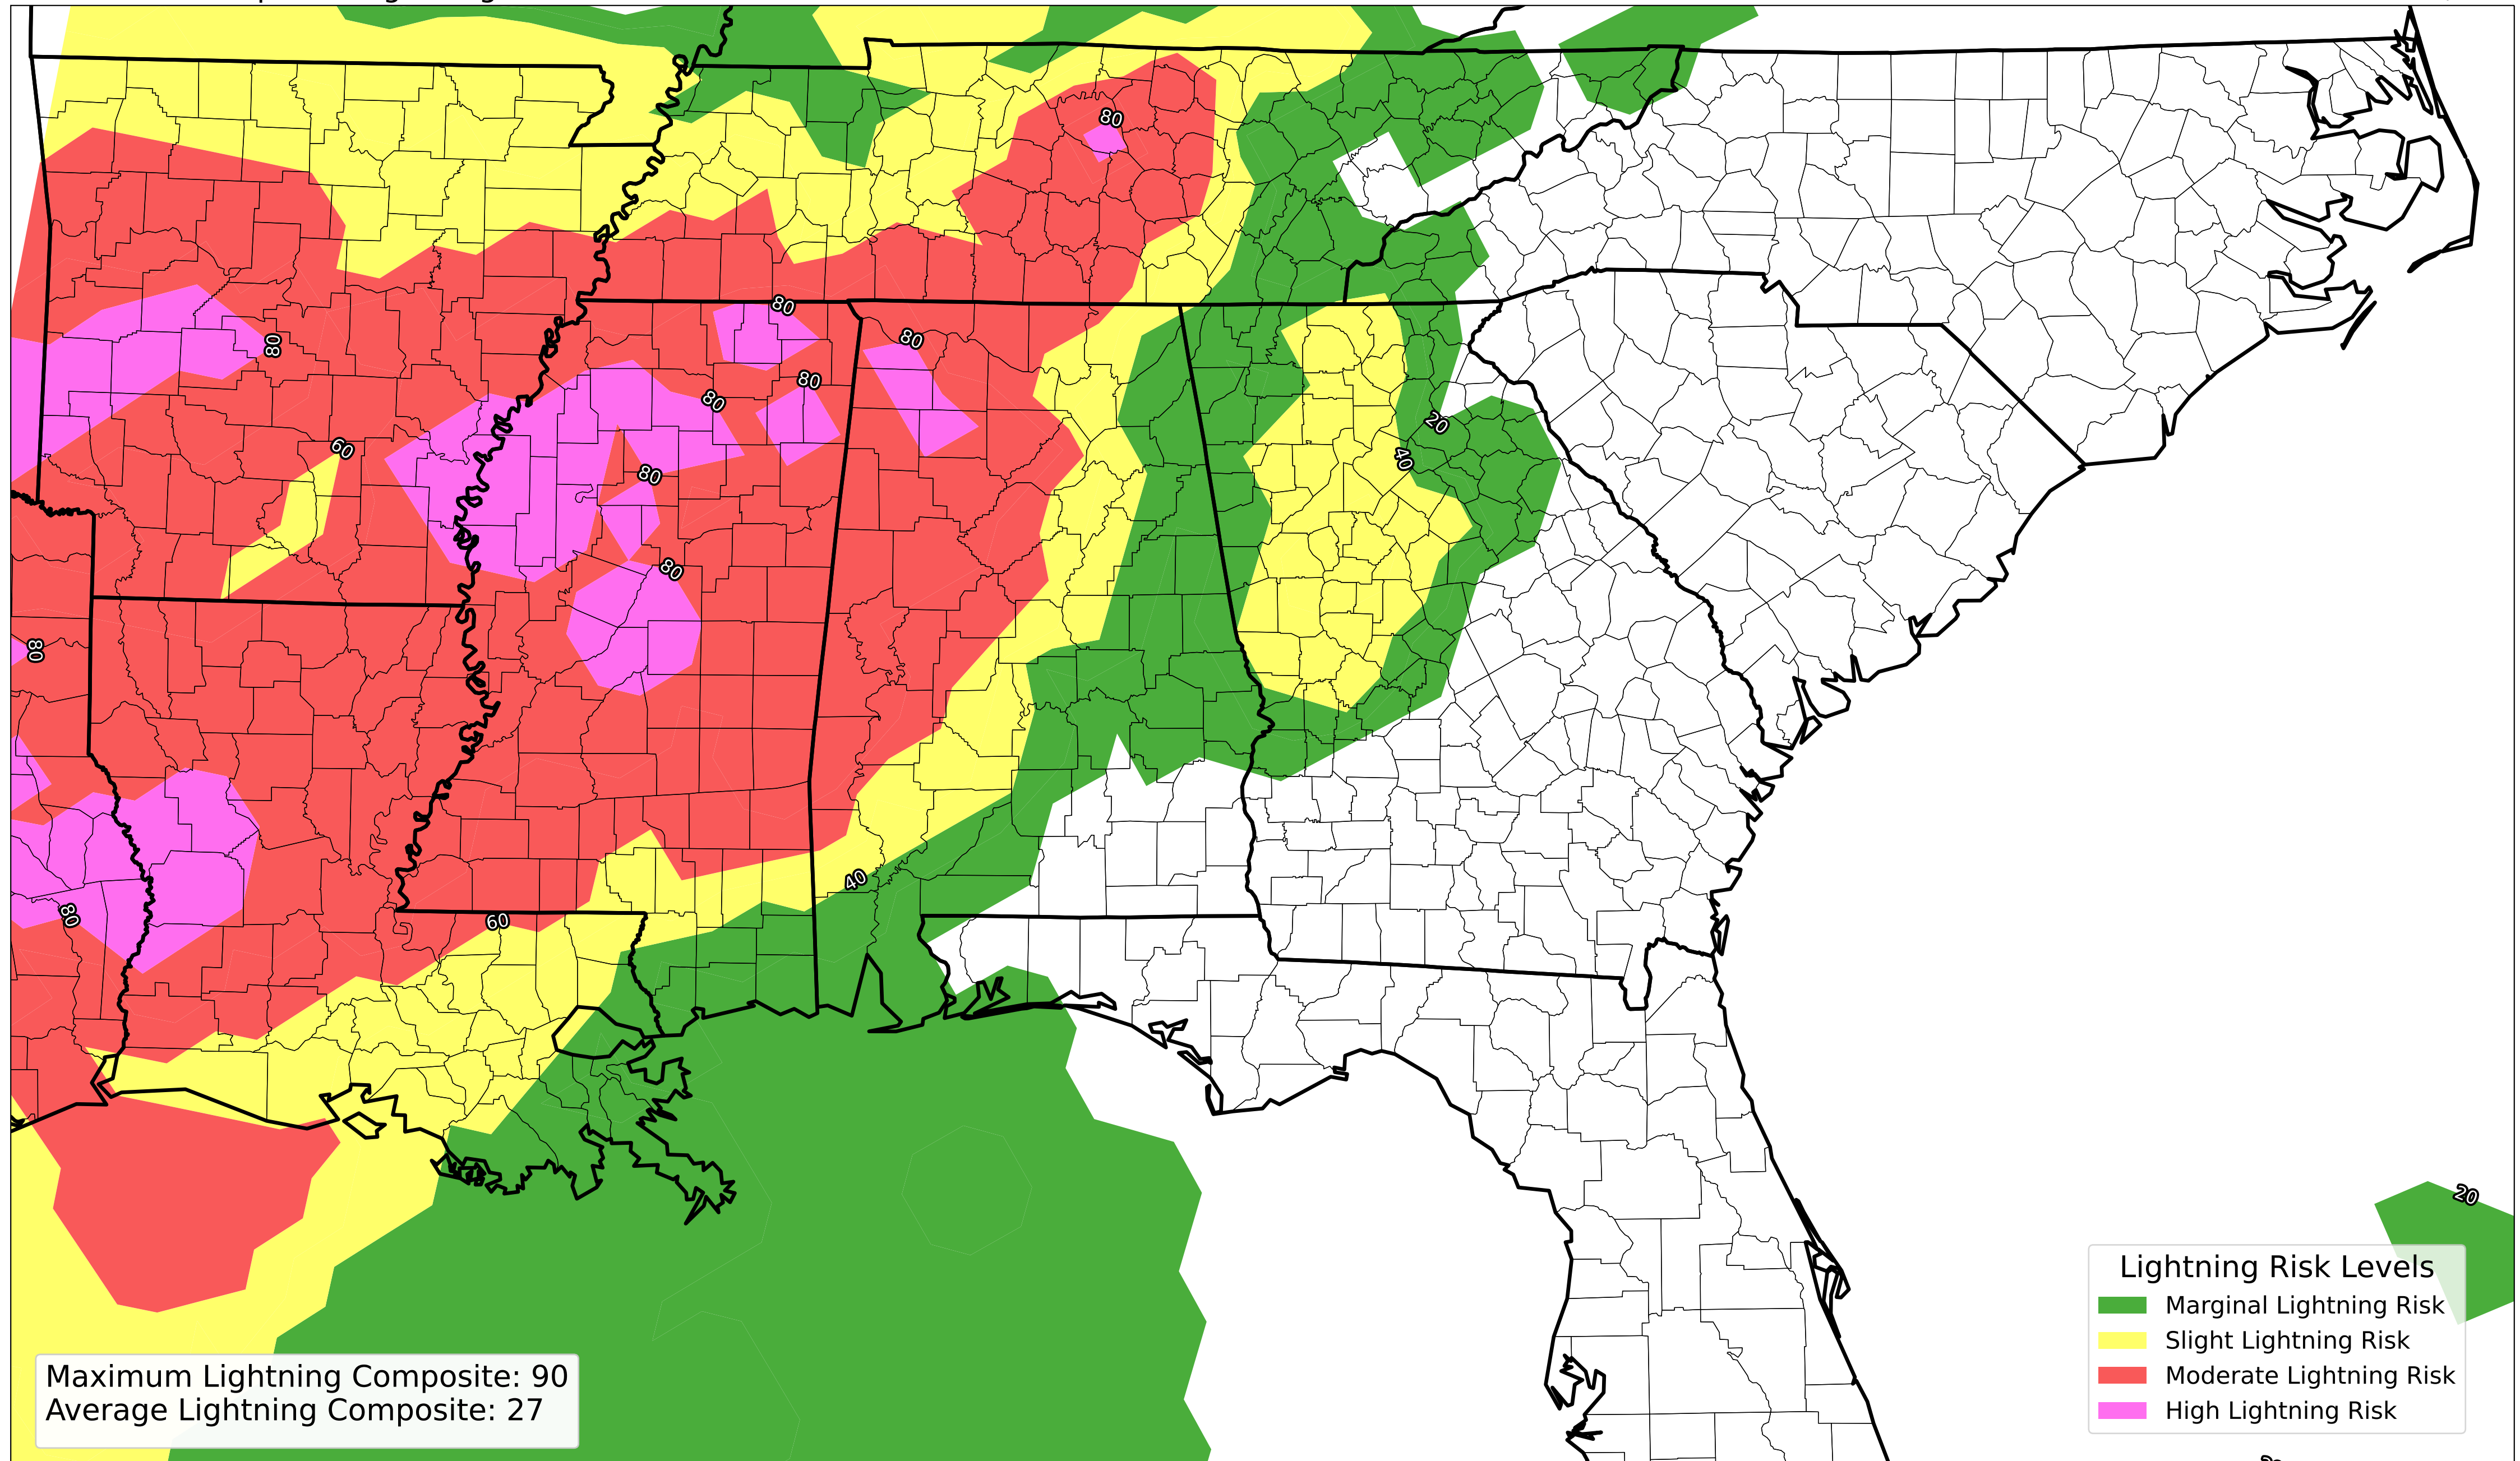 80
80
80
80
80
80
80
60
80
20
40
80
80
40
80
60
20
Lightning Risk Levels
Marginal Lightning Risk
Slight Lightning Risk
Moderate Lightning Risk
High Lightning Risk
Maximum Lightning Composite: 90
Average Lightning Composite: 27